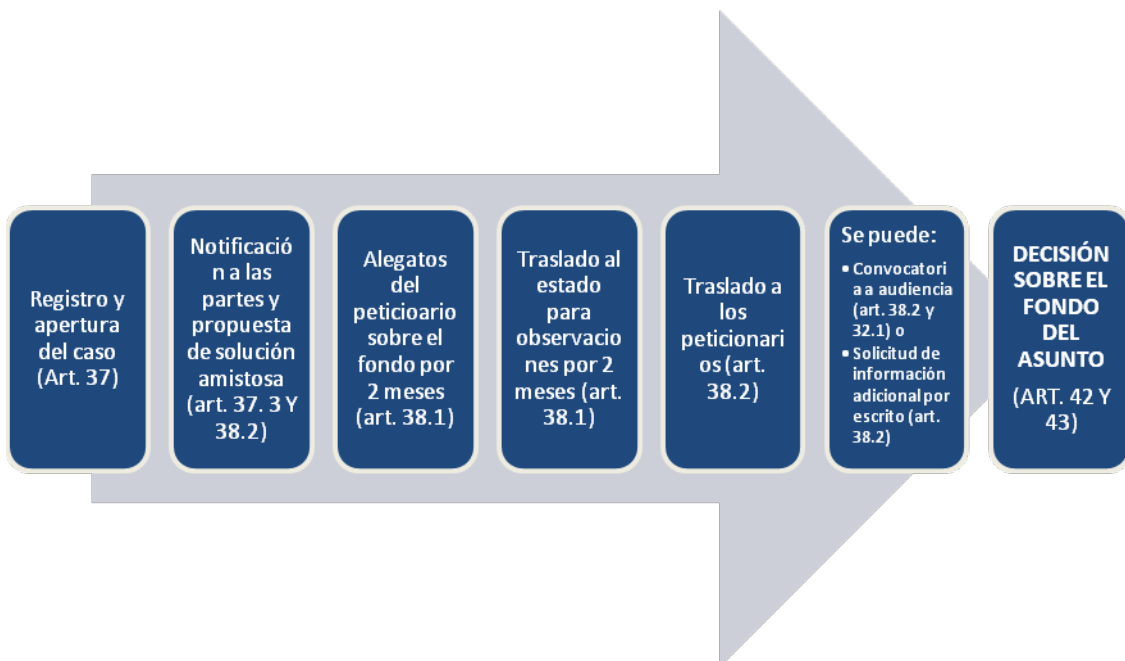 Registro y
apertura
del caso
(Art. 37)
Notificació
n a las
partes y
propuesta
de solución
amistosa
(art. 37. 3 Y
38.2)
Alegatos
del
peticioario
sobre el
fondo por
2 meses
(art. 38.1)
Traslado al
estado
para
observacio
nes por 2
meses (art.
38.1)
Traslado a
los
peticionari
os (art.
38.2)
Se puede:
• Convocatori
a a audiencia
(art. 38.2 y
32.1) o
• Solicitud de
información
adicional por
escrito (art.
38.2)
DECISIÓN
SOBRE EL
FONDO
DEL
ASUNTO
(ART. 42 Y
43)